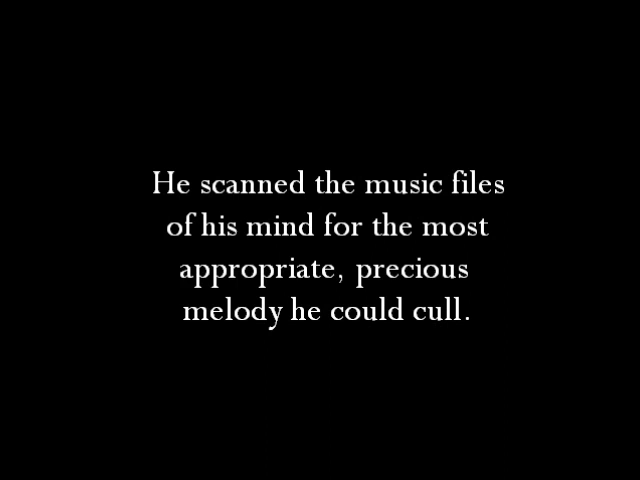 He scanned the music files
of his mind for the most
appropriate, precious
melody he could cull.